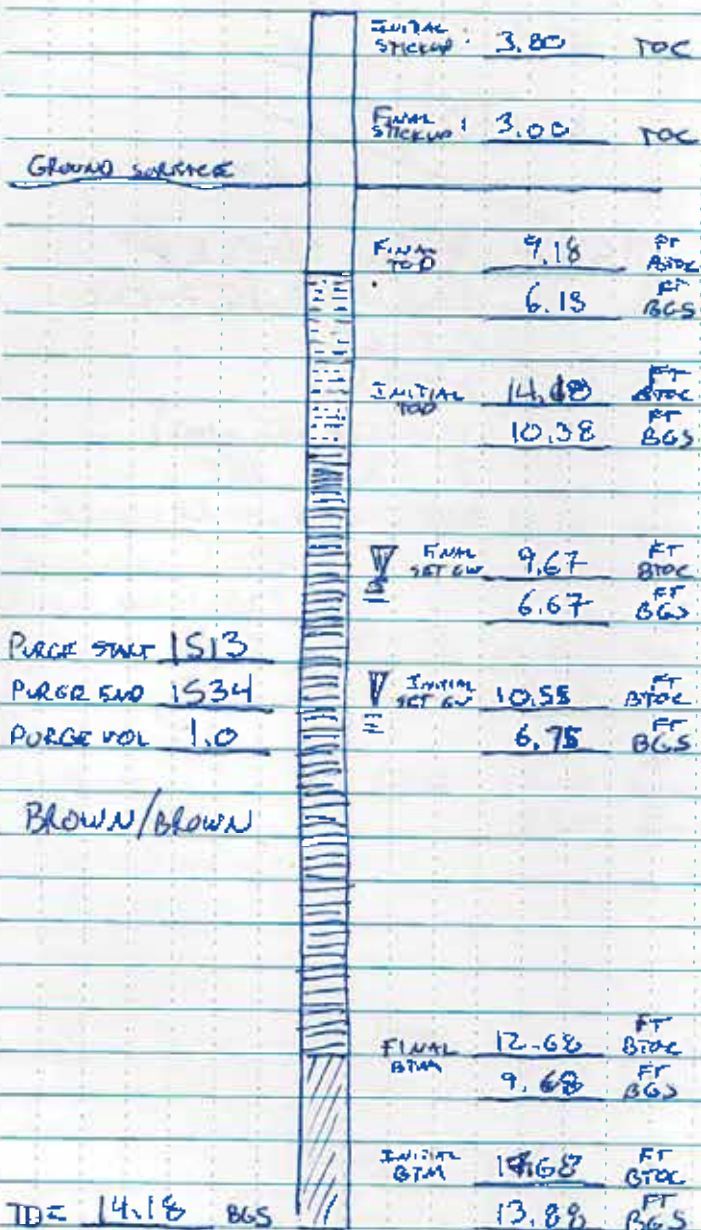 INITIAL STICKUP: 3.80 TOC
FINAL STICKUP: 3.00 TOC
GROUND SURFACE
FINAL TOD 9.18 FT BTOC
6.18 FT BGS
INITIAL TOD FT BTOC
10.38 FT BGS
FINAL SET GW 9.67 FT BTOC
6.67 FT BGS
PURGE START 1513
PURGE END 1534
PURGE VOL 1.0
INITIAL SET GW 10.55 FT BTOC
6.75 FT BGS
BROWN/BROWN
FINAL BTM 12.68 FT BTOC
9.68 FT BGS
INITIAL BTM FT BTOC
13.88 FT BGS
TD = 14.18 BGS